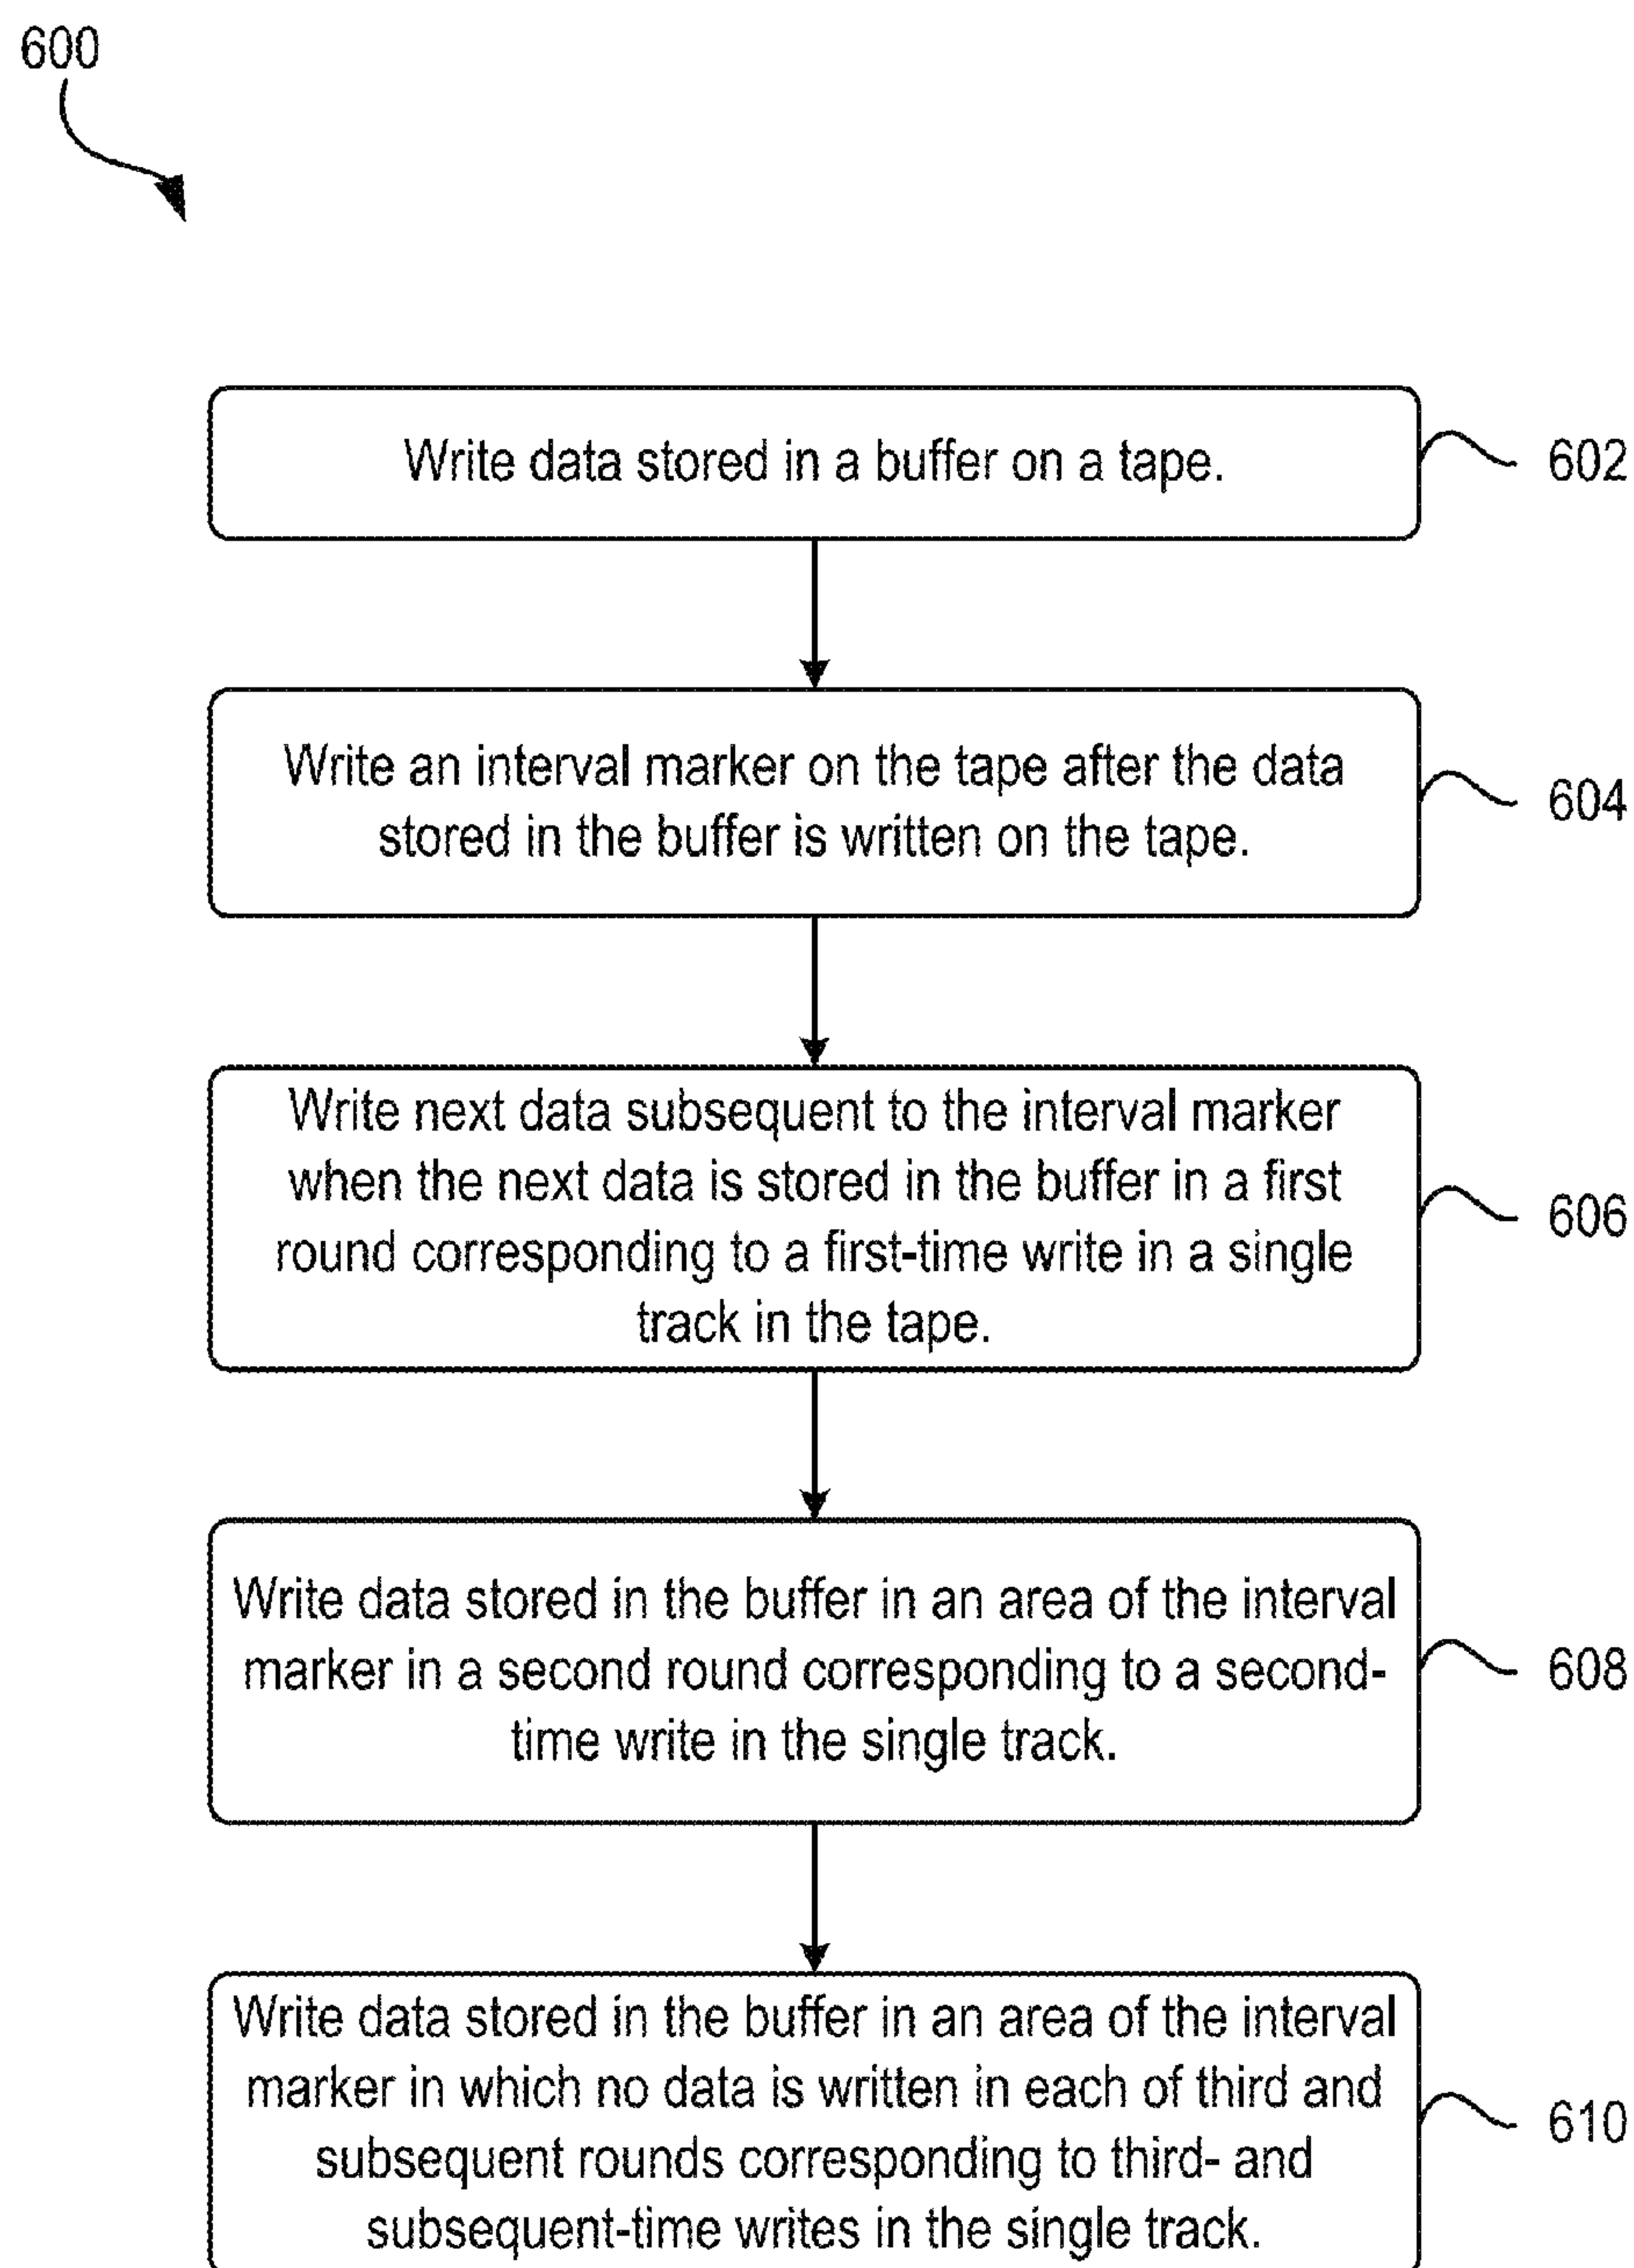 600
Write data stored in a buffer on a tape.
602
Write an interval marker on the tape after the data
stored in the buffer is written on the tape.
604
Write next data subsequent to the interval marker
when the next data is stored in the buffer in a first
round corresponding to a first-time write in a single
track in the tape.
606
Write data stored in the buffer in an area of the interval
marker in a second round corresponding to a second-
time write in the single track.
608
Write data stored in the buffer in an area of the interval
marker in which no data is written in each of third and
subsequent rounds corresponding to third- and
subsequent-time writes in the single track.
610